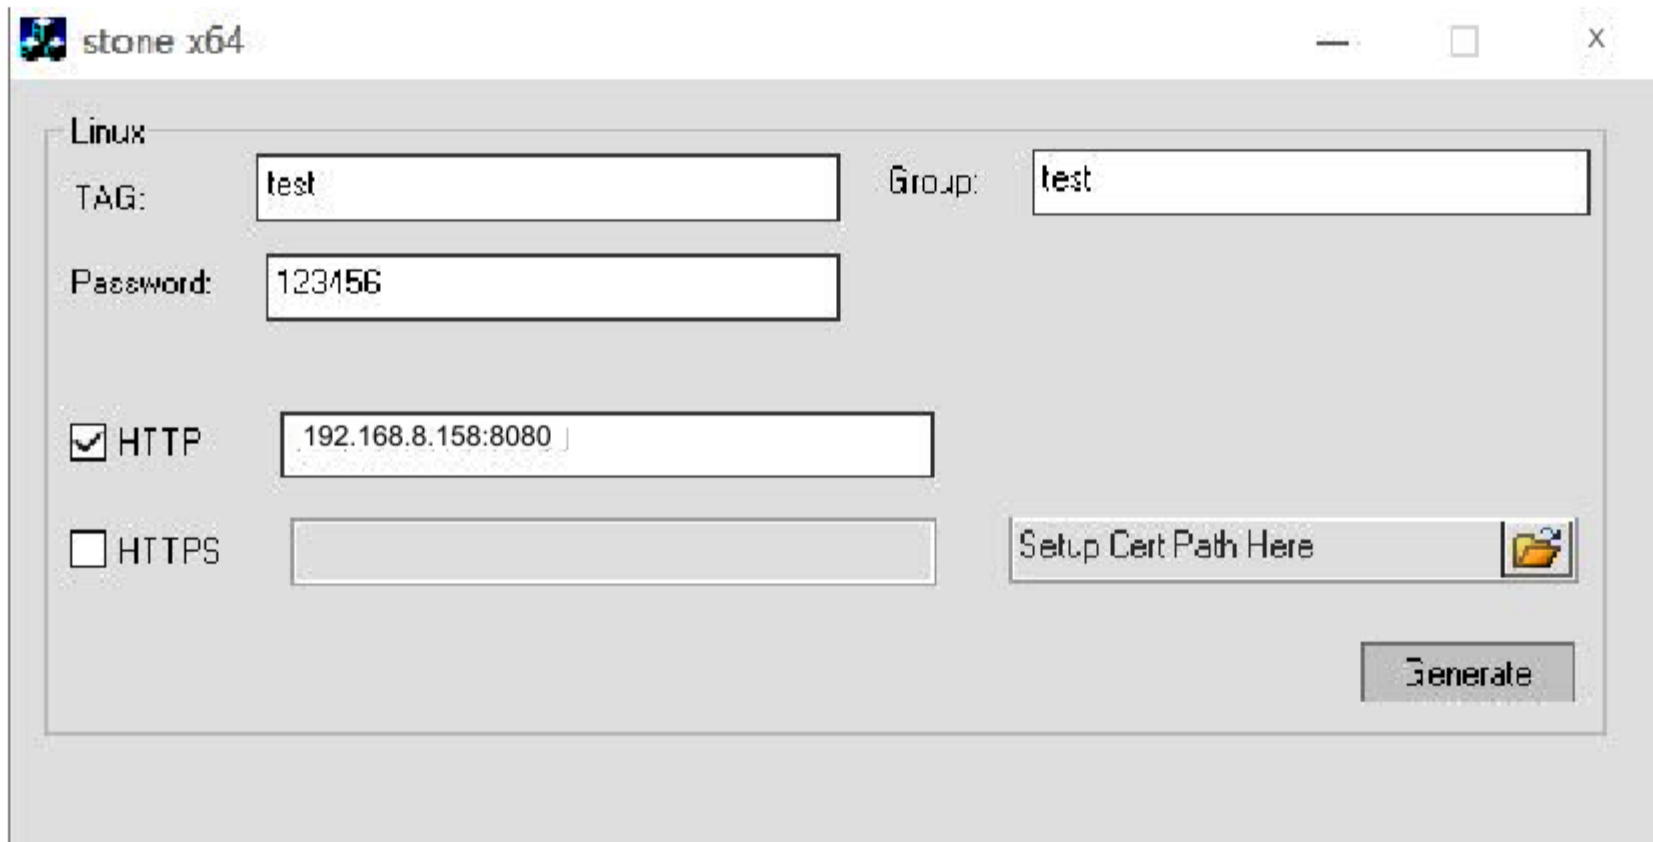 stone x64
Linux
TAG: test Group: test
Password: 123456
HTTP 192.168.8.158:8080
HTTPS Setup Cert Path Here
Generate